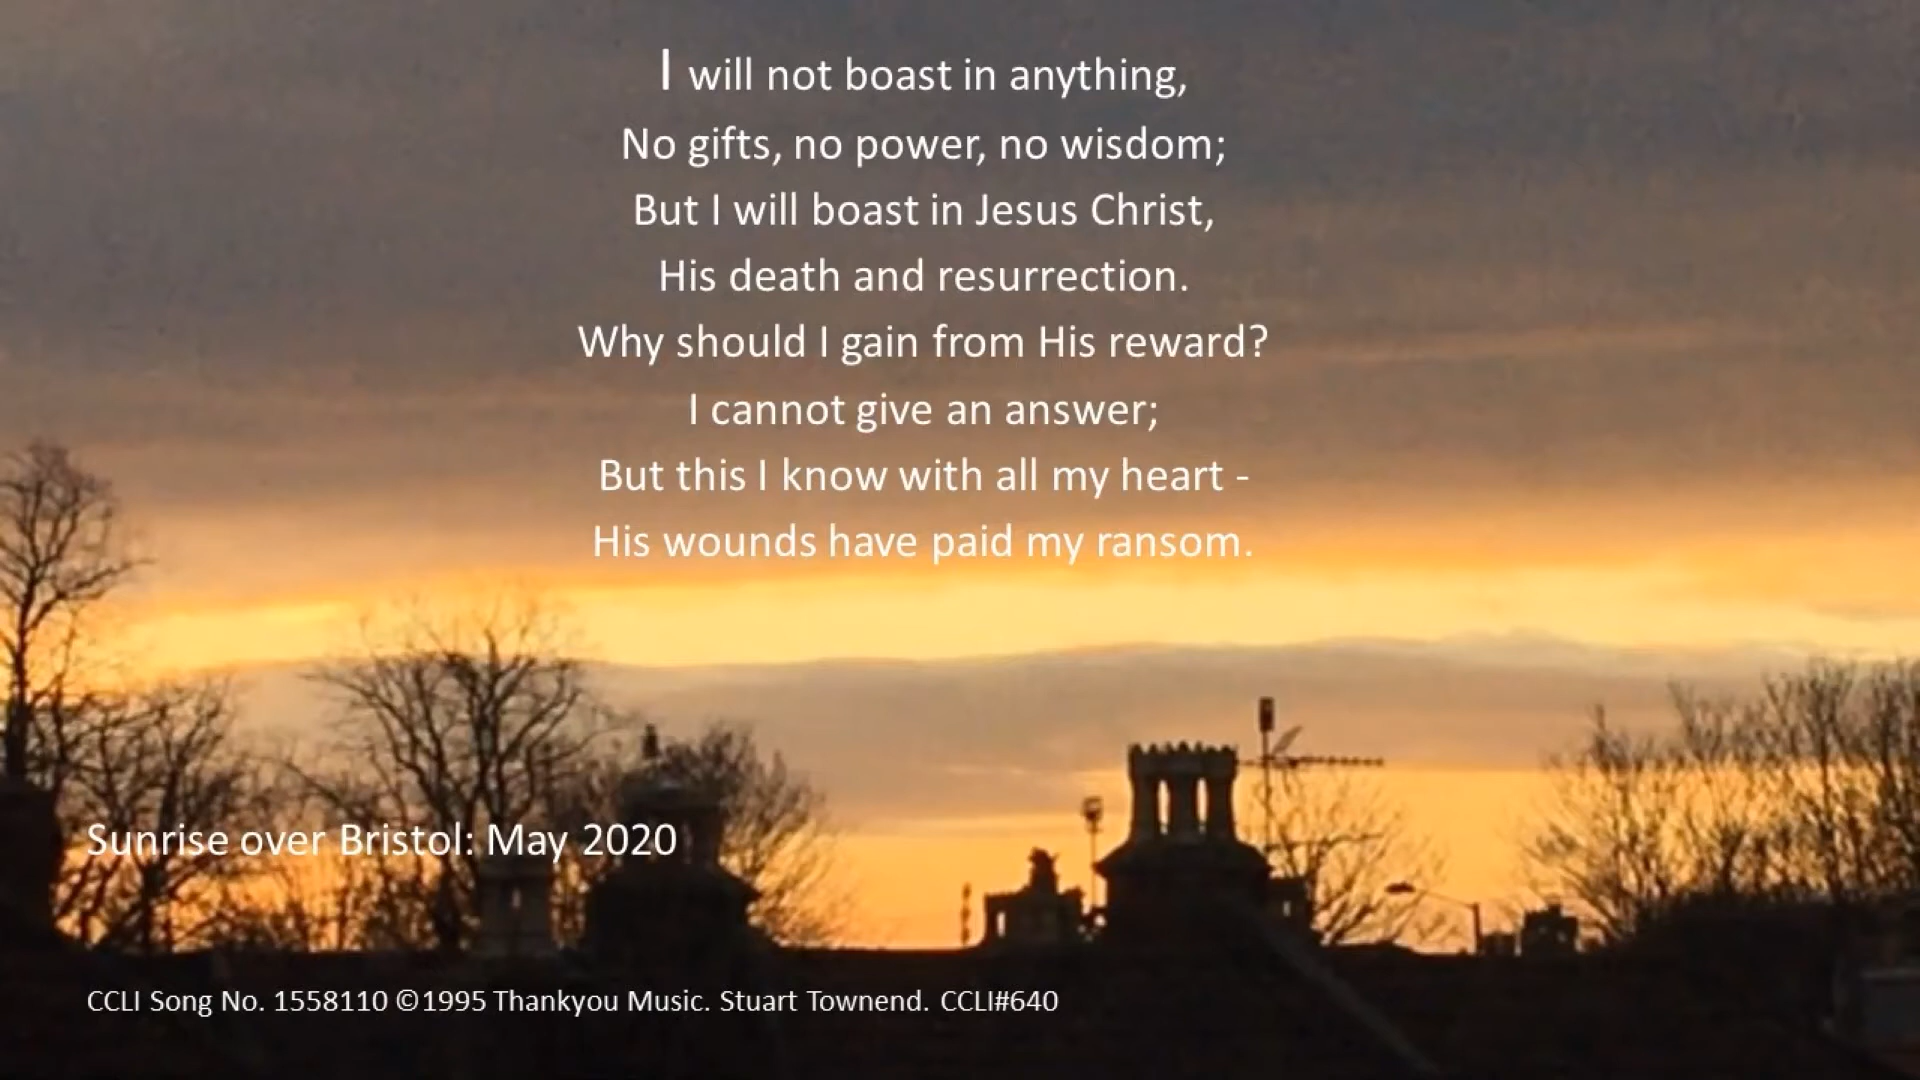 I will not boast in anything,
No gifts, no power, no wisdom;
But I will boast in Jesus Christ,
His death and resurrection.
Why should I gain from His reward?
I cannot give an answer;
But this I know with all my heart -
His wounds have paid my ransom.
Sunrise over Bristol: May 2020
CCLI Song No. 1558110 ©1995 Thankyou Music. Stuart Townend. CCLI#640